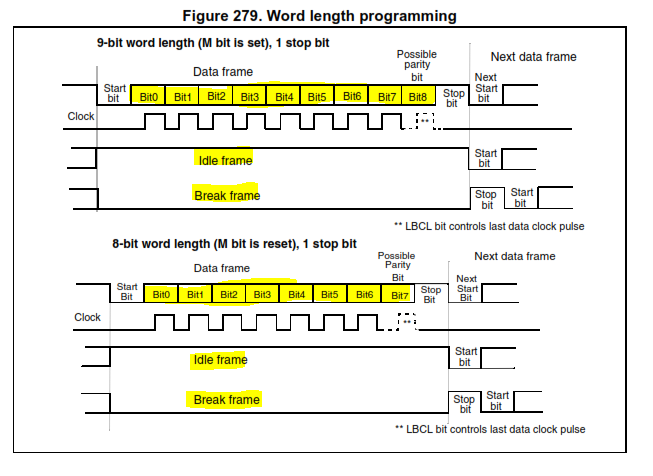 Figure 279. Word length programming
9-bit word length (M bit is set), 1 stop bit
Possible
parity
bit
Next data frame
Data frame
Start
bit
Bit0 Bit1 Bit2 Bit3 Bit4 Bit5 Bit6 Bit7 Bit8
Stop
bit
Next
Start
bit
Clock
**
Idle frame
Start
bit
Break frame
Stop
bit
Start
bit
** LBCL bit controls last data clock pulse
8-bit word length (M bit is reset), 1 stop bit
Possible
Parity
Bit
Next data frame
Data frame
Start
Bit
Bit0 Bit1 Bit2 Bit3 Bit4 Bit5 Bit6 Bit7
Stop
Bit
Next
Start
Bit
Clock
**
Idle frame
Start
bit
Break frame
Stop
bit
Start
bit
** LBCL bit controls last data clock pulse